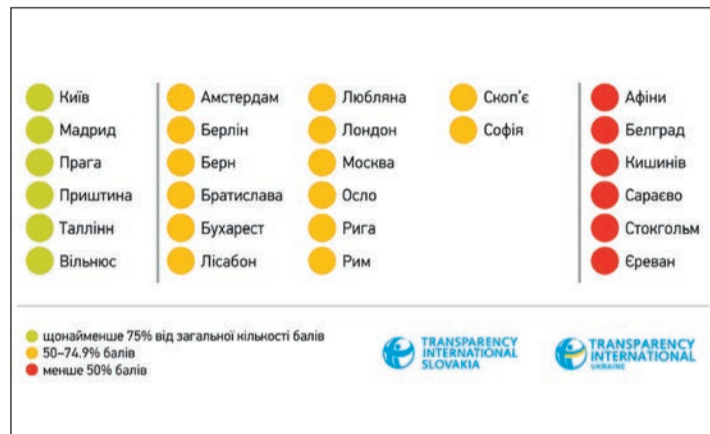 Київ
Мадрид
Прага
Приштина
Таллінн
Вільнюс
Амстердам
Берлін
Берн
Братислава
Бухарест
Лісабон
Любляна
Лондон
Москва
Осло
Рига
Рим
Скоп'є
Софія
Афіни
Белград
Кишинів
Сараєво
Стокгольм
Єреван
щонайменше 75% від загальної кількості балів
50–74.9% балів
менше 50% балів
TRANSPARENCY
INTERNATIONAL
SLOVAKIA
TRANSPARENCY
INTERNATIONAL
UKRAINE